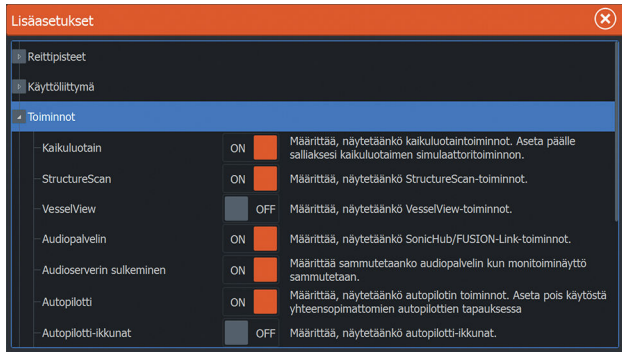 Lisäasetukset
Reittipisteet
Käyttöliittymä
Toiminnot
Kaikuluotain ON Määrittää, näytetäänkö kaikuluotaintoiminnot. Aseta päälle
salliaksesi kaikuluotaimen simulaattoritoiminnon.
StructureScan ON Määrittää, näytetäänkö StructureScan-toiminnot.
VesselView OFF Määrittää, näytetäänkö VesselView-toiminnot.
Audiopalvelin ON Määrittää, näytetäänkö SonicHub/FUSION-Link-toiminnot.
Audioserverin sulkeminen ON Määrittää sammutetaanko audiopalvelin kun monitoiminäyttö
sammutetaan.
Autopilotti ON Määrittää, näytetäänkö autopilotin toiminnot. Aseta pois käytöstä
yhteensopimattomien autopilottien tapauksessa
Autopilotti-ikkunat OFF Määrittää, näytetäänkö autopilotti-ikkunat.